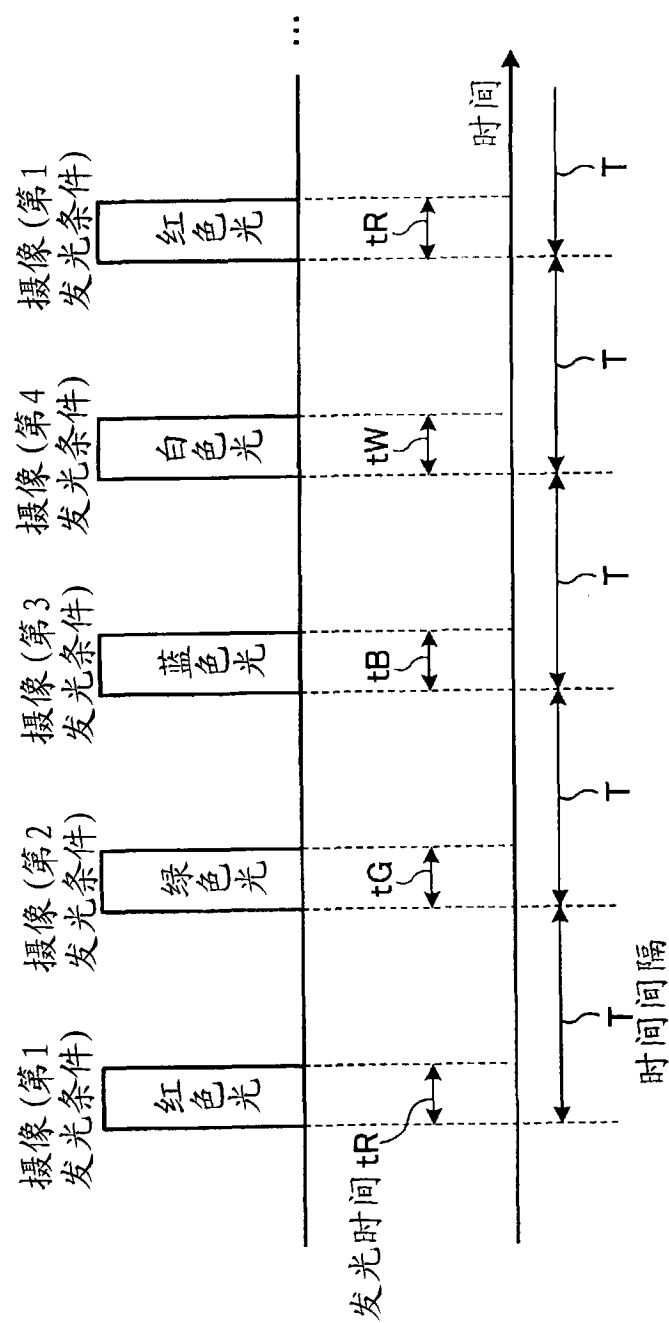 摄像(第1
发光条件)
摄像(第2
发光条件)
摄像(第3
发光条件)
摄像(第4
发光条件)
摄像(第1
发光条件)
红色光
绿色光
蓝色光
白色光
红色光
...
发光时间 tR
tG
tB
tW
tR
时间
T
T
T
T
T
时间间隔